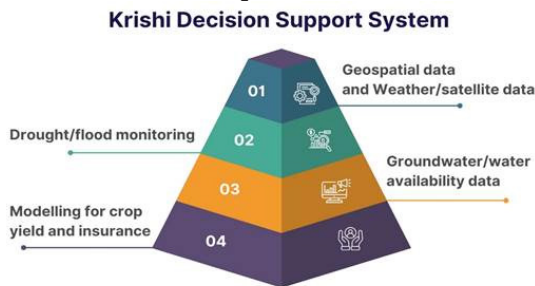 Krishi Decision Support System
01
Geospatial data
and Weather/satellite data
02
Drought/flood monitoring
03
Groundwater/water
availability data
04
Modelling for crop
yield and insurance